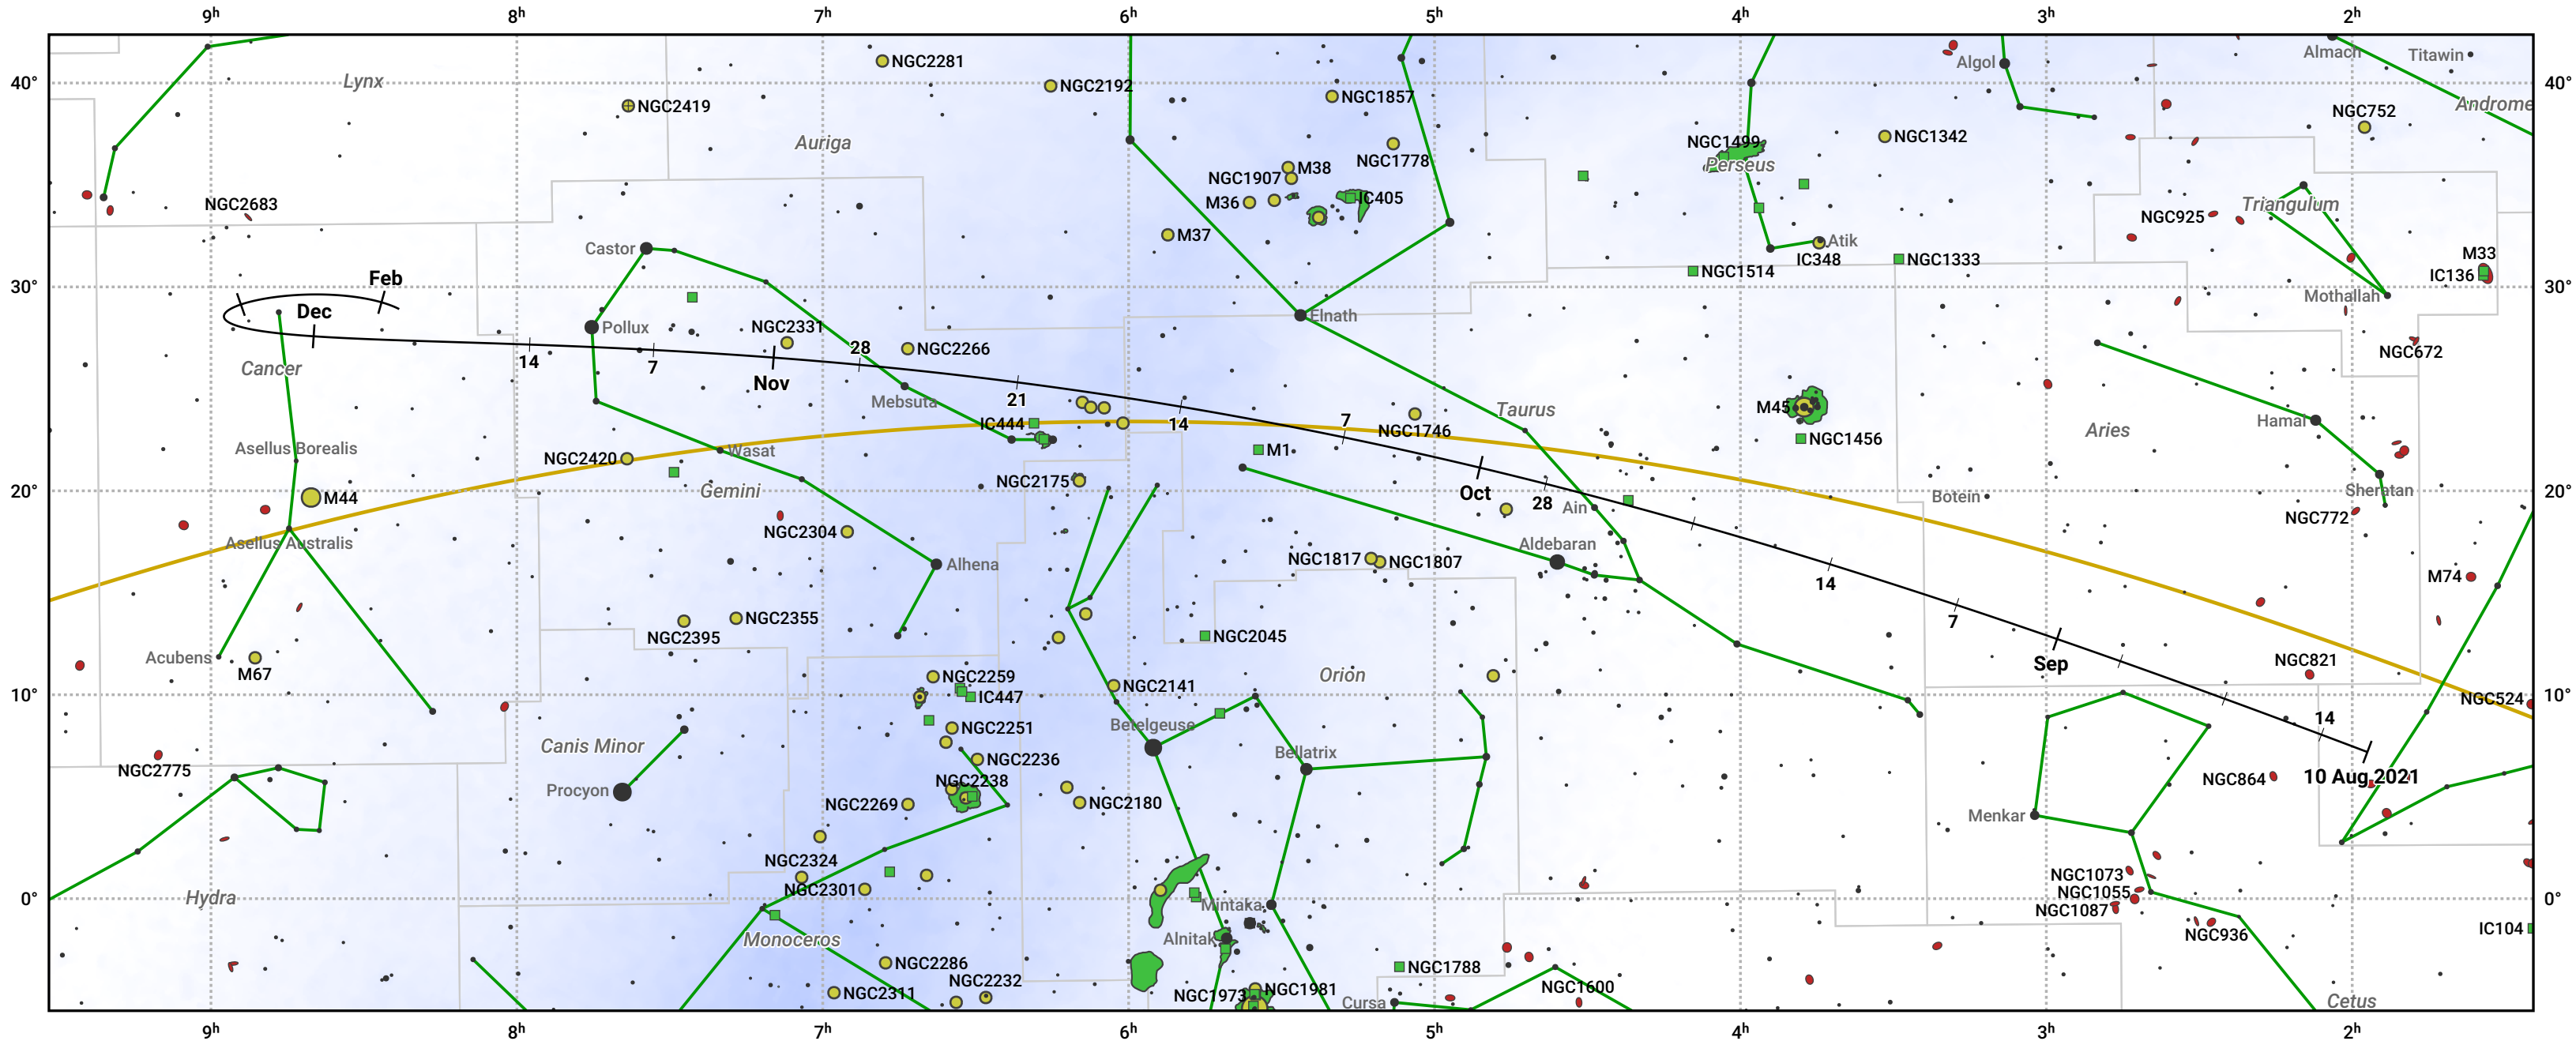 9h 8h 7h 6h 5h 4h 3h 2h
40° NGC2281 Algol Almach Titawin 40°
Lynx NGC2419 NGC2192 NGC1857 NGC752 Androme
Auriga NGC1778 NGC1499 NGC1342
M38 Perseus
NGC2683 NGC1907 M36 IC405 NGC925 Triangulum
M37
Castor Atik M33
IC348 NGC1514 NGC1333 IC136
30° Feb 30°
Dec Pollux NGC2331 Elnath Mothallah
28 NGC2266 NGC672
14 7 Nov
Cancer 21 Mebsuta Taurus M45
IC444 14 7 NGC1746 Hamal Aries
NGC1456
Asellus Borealis NGC2420 Wasat M1
20° M44 Gemini NGC2175 Oct 28 Botein Sheratan 20°
Ain NGC772
Asellus Australis NGC2304 Aldebaran
Alhena NGC1817 NGC1807 14 M74
NGC2395 NGC2355 NGC2045 7
Acubens M67 Sep NGC821
NGC2259 Orion
10° IC447 NGC2141 NGC524 10°
Canis Minor NGC2251 Betelgeuse 14
NGC2775 NGC2236 Bellatrix
NGC2238 NGC864 10 Aug 2021
Procyon NGC2269 NGC2180 Menkar
NGC2324 NGC1073
NGC2301 NGC1055
0° Hydra Mintaka NGC1087 0°
Monoceros Alnitak NGC936 IC104
NGC2286 NGC1788
NGC2311 NGC2232 NGC1973 NGC1981 Cursa NGC1600 Cetus
9h 8h 7h 6h 5h 4h 3h 2h